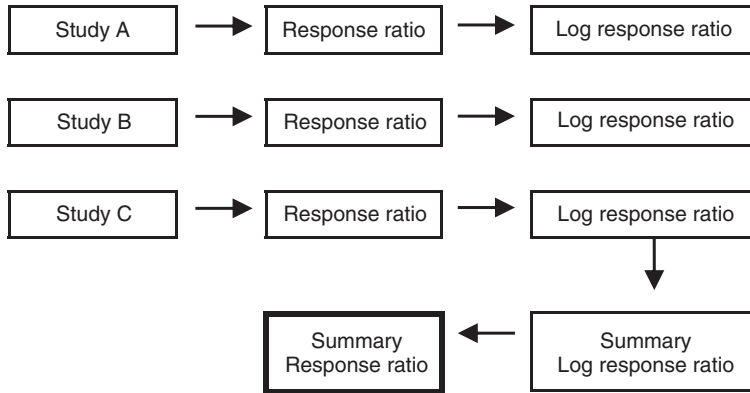 Study A
Response ratio
Log response ratio
Study B
Response ratio
Log response ratio
Study C
Response ratio
Log response ratio
Summary
Response ratio
Summary
Log response ratio